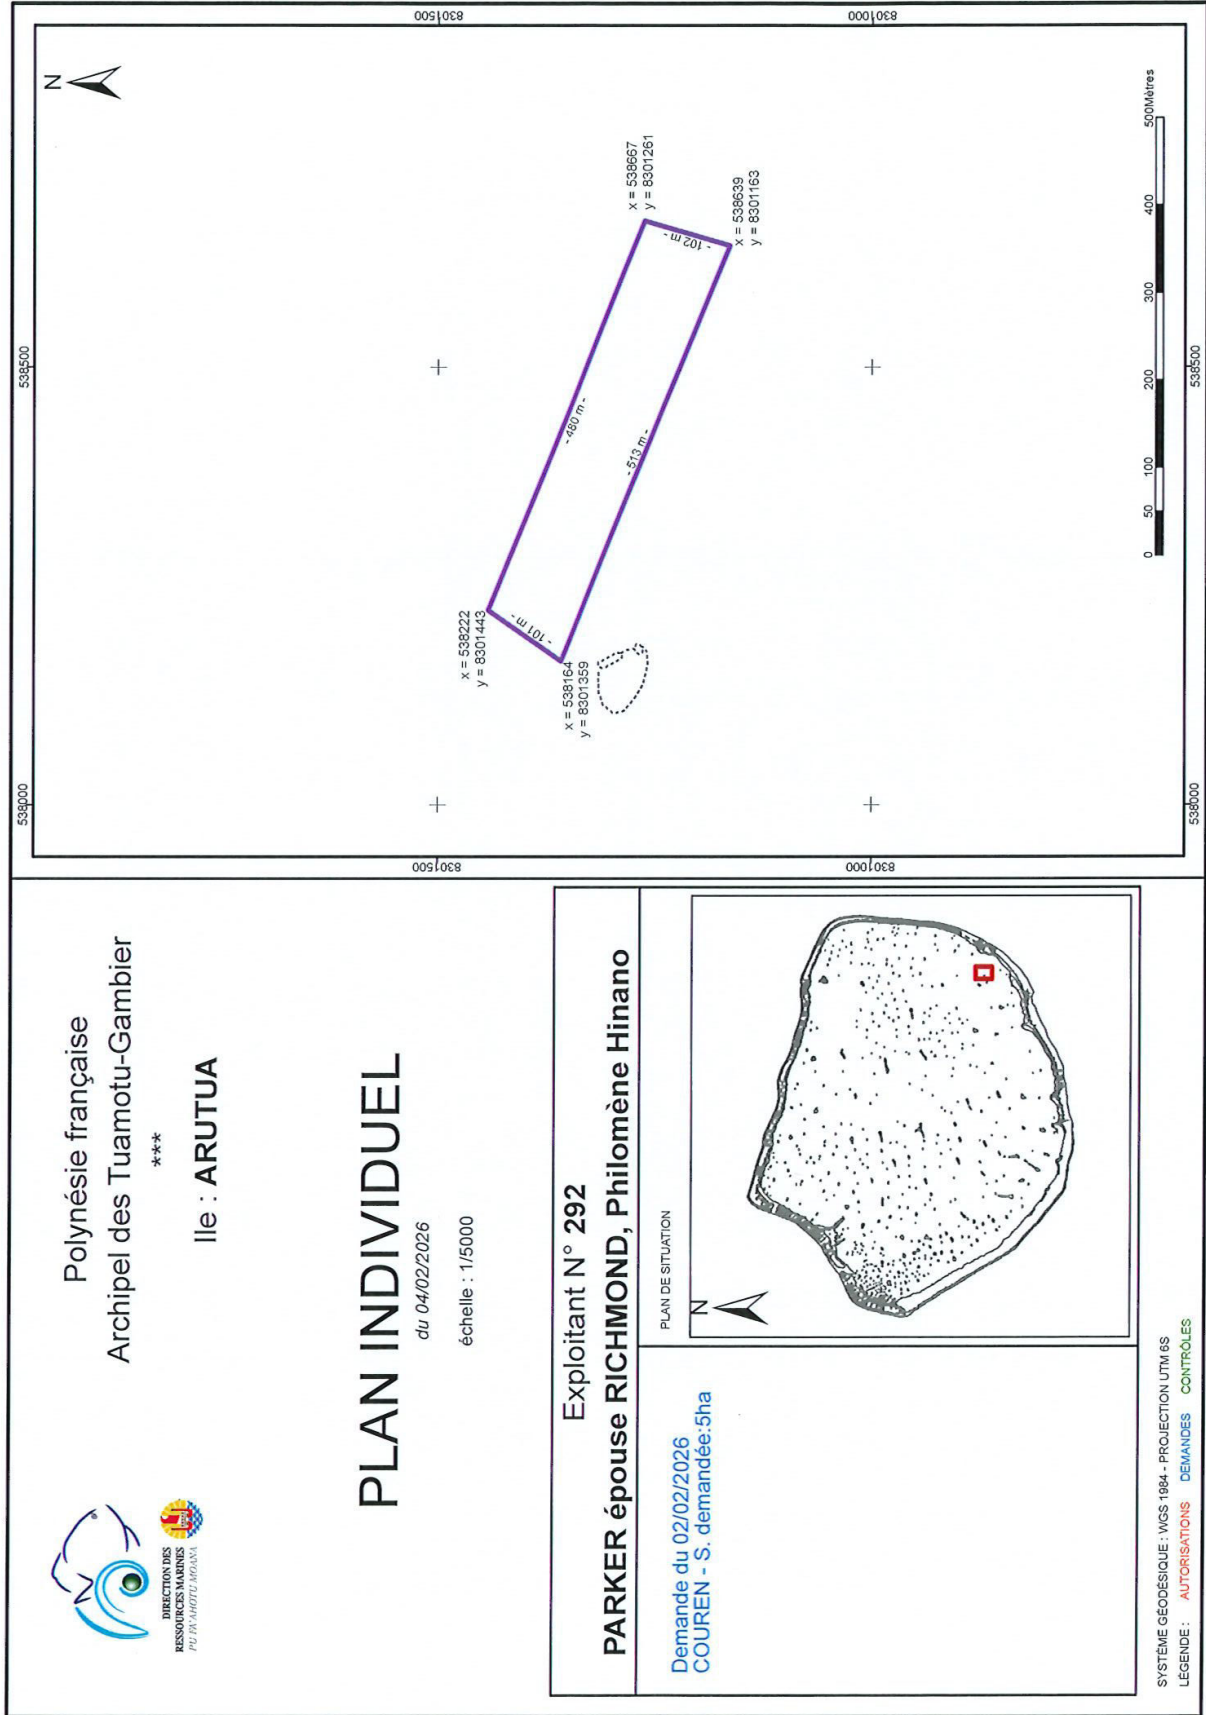 DIRECTION DES
RESSOURCES MARINES
PU FA'AHOTU MOANA
Polynésie française
Archipel des Tuamotu-Gambier
***
Ile : ARUTUA
PLAN INDIVIDUEL
du 04/02/2026
échelle : 1/5000
Exploitant N° 292
PARKER épouse RICHMOND, Philomène Hinano
Demande du 02/02/2026
COUREN - S. demandée:5ha
PLAN DE SITUATION
N
SYSTÈME GÉODÉSIQUE : WGS 1984 - PROJECTION UTM 6S
LÉGENDE : AUTORISATIONS DEMANDES CONTRÔLES
538000
538500
N
8301500
8301500
x = 538222
y = 8301443
x = 538667
y = 8301261
- 480 m -
- 101 m -
- 102 m -
x = 538164
y = 8301359
- 513 m -
x = 538639
y = 8301163
8301000
8301000
0 50 100 200 300 400 500Mètres
538000
538500